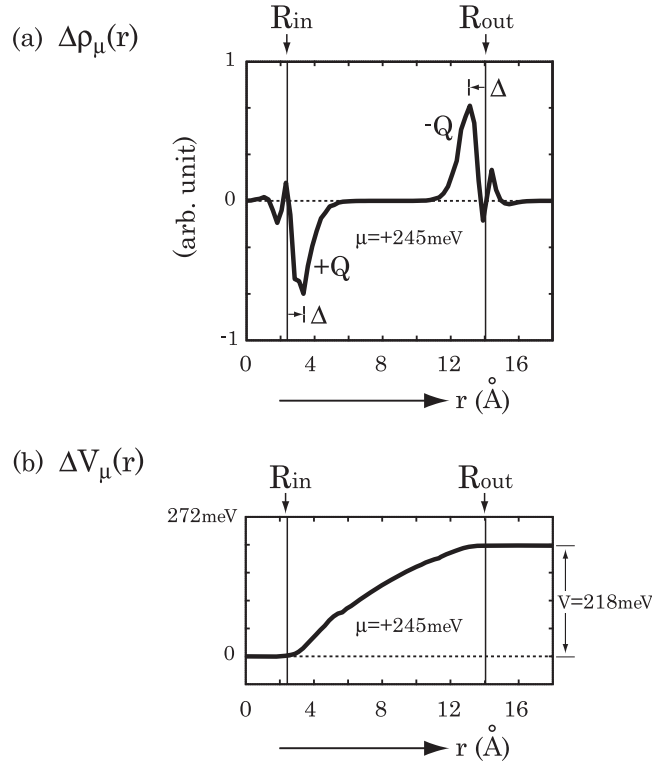 (a) Δρμ(r)
Rin
Rout
1
0
-1
(arb. unit)
-Q
Δ
μ=+245meV
+Q
Δ
0 4 8 12 16
r (Å)
(b) ΔVμ(r)
Rin
Rout
272meV
0
μ=+245meV
V=218meV
0 4 8 12 16
r (Å)